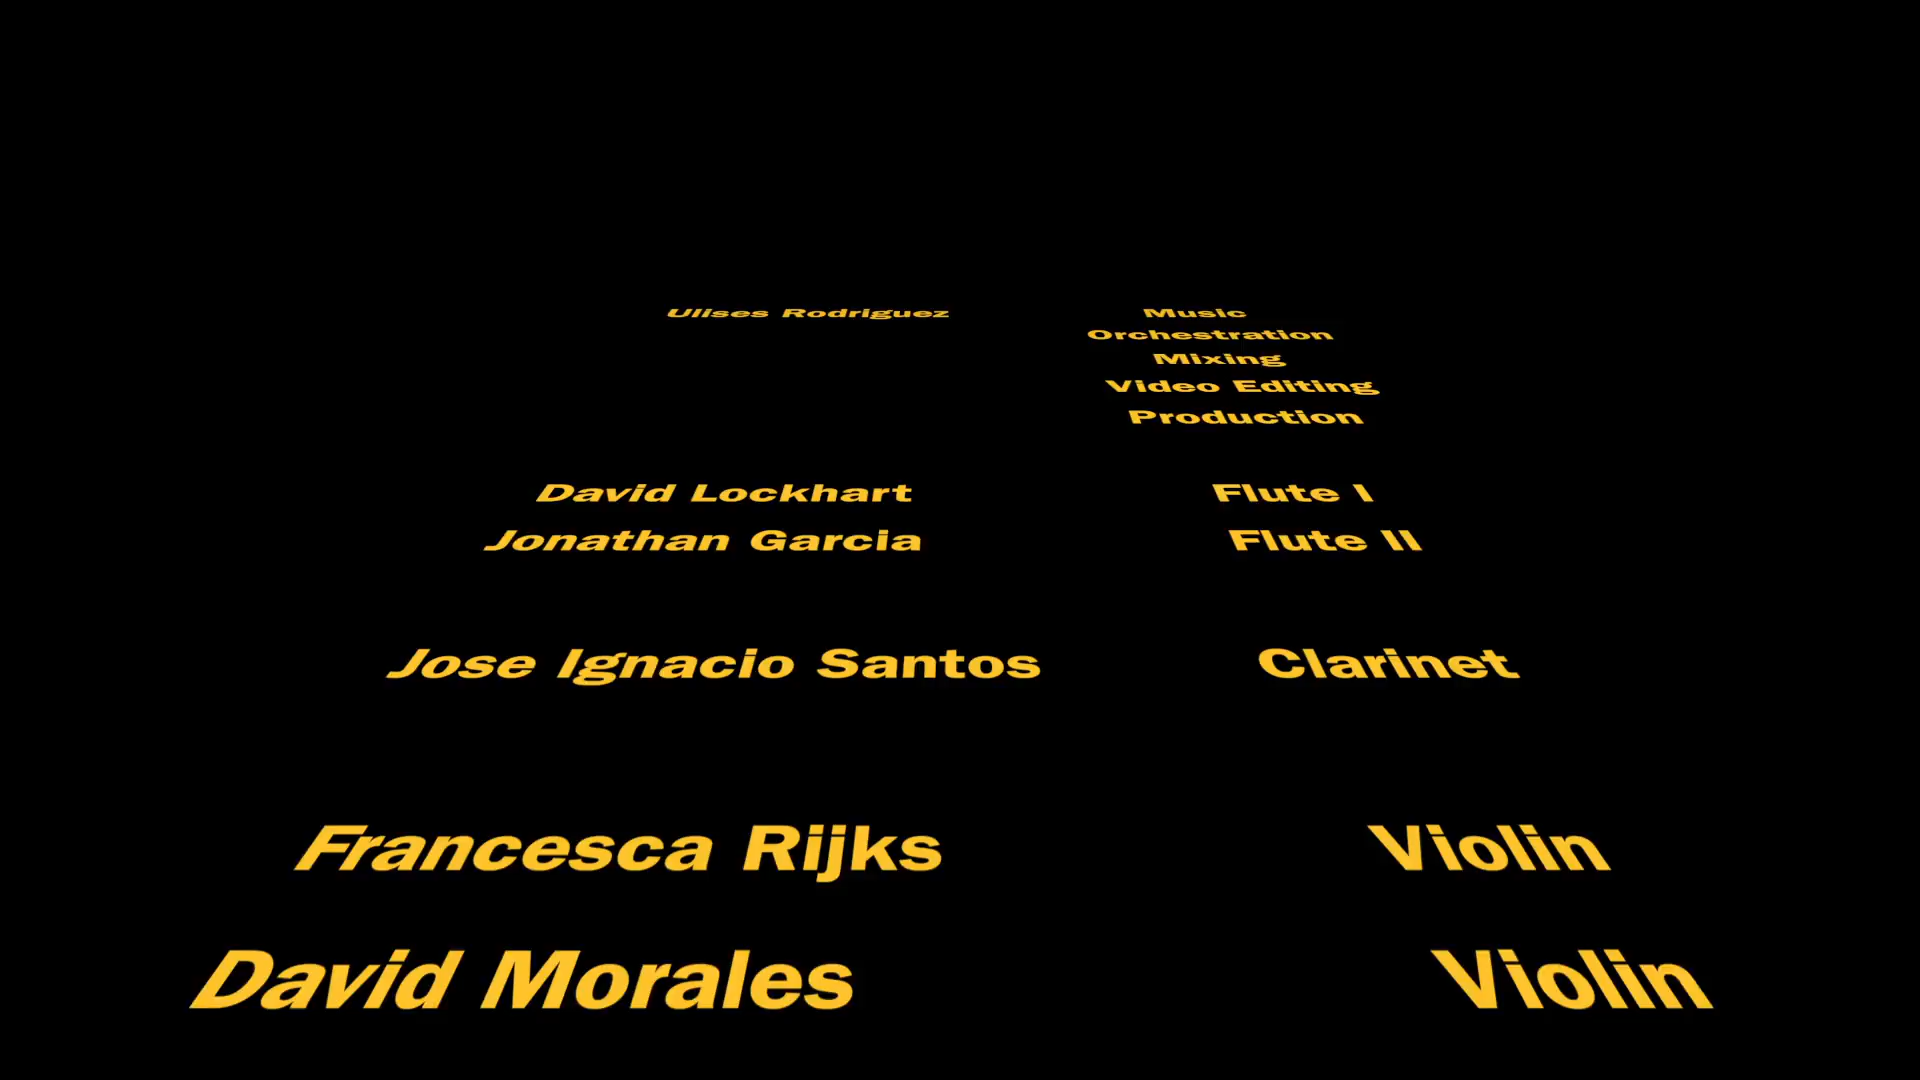 Ulises Rodriguez Music
Orchestration
Mixing
Video Editing
Production
David Lockhart Flute I
Jonathan Garcia Flute II
Jose Ignacio Santos Clarinet
Francesca Rijks Violin
David Morales Violin